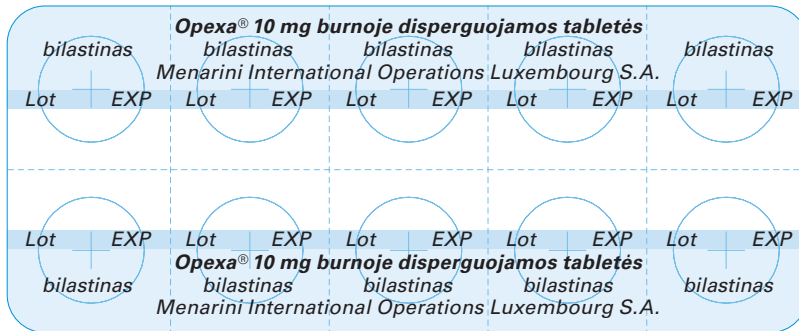 Opexa® 10 mg burnoje disperguojamos tabletės
bilastinas bilastinas bilastinas bilastinas bilastinas
Menarini International Operations Luxembourg S.A.
Lot EXP Lot EXP Lot EXP Lot EXP Lot EXP
Lot EXP Lot EXP Lot EXP Lot EXP Lot EXP
Opexa® 10 mg burnoje disperguojamos tabletės
bilastinas bilastinas bilastinas bilastinas bilastinas
Menarini International Operations Luxembourg S.A.